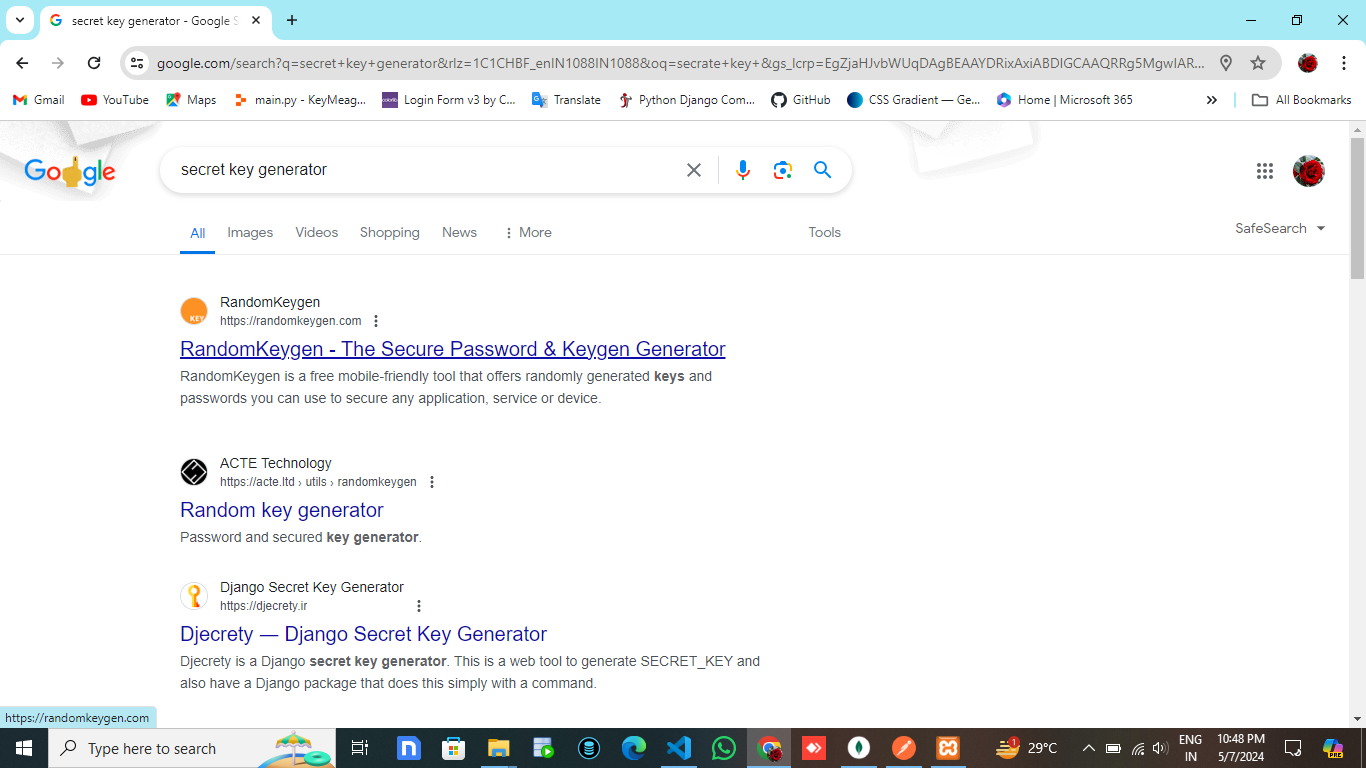 secret key generator - Google S
google.com/search?q=secret+key+generator&rlz=1C1CHBF_enIN1088IN1088&oq=secrate+key+&gs_lcrp=EgZjaHJvbWUqDAgBEAAYDRixAxiABDIGCAAQRRg5MgwIAR...
Gmail YouTube Maps main.py - KeyMeag... Login Form v3 by C... Translate Python Django Com... GitHub CSS Gradient — Ge... Home | Microsoft 365 » All Bookmarks
Google
secret key generator
All Images Videos Shopping News More Tools SafeSearch
KEY
RandomKeygen
https://randomkeygen.com
RandomKeygen - The Secure Password & Keygen Generator
RandomKeygen is a free mobile-friendly tool that offers randomly generated keys and
passwords you can use to secure any application, service or device.
ACTE Technology
https://acte.ltd › utils › randomkeygen
Random key generator
Password and secured key generator.
Django Secret Key Generator
https://djecrety.ir
Djecrety — Django Secret Key Generator
Djecrety is a Django secret key generator. This is a web tool to generate SECRET_KEY and
also have a Django package that does this simply with a command.
https://randomkeygen.com
Type here to search
1
29°C
ENG
IN
10:48 PM
5/7/2024
PRE